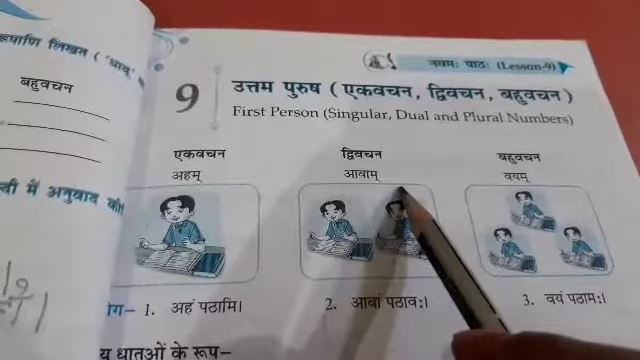 रूपाणि लिखत ( 'धाव्'
बहुवचन
में अनुवाद की
नवमः पाठः (Lesson-9)
9
उत्तम पुरुष (एकवचन, द्विवचन, बहुवचन)
First Person (Singular, Dual and Plural Numbers)
एकवचन द्विवचन बहुवचन
अहम् आवाम् वयम्
1. अहं पठामि। 2. आवां पठावः। 3. वयं पठामः।
धातुओं के रूप–